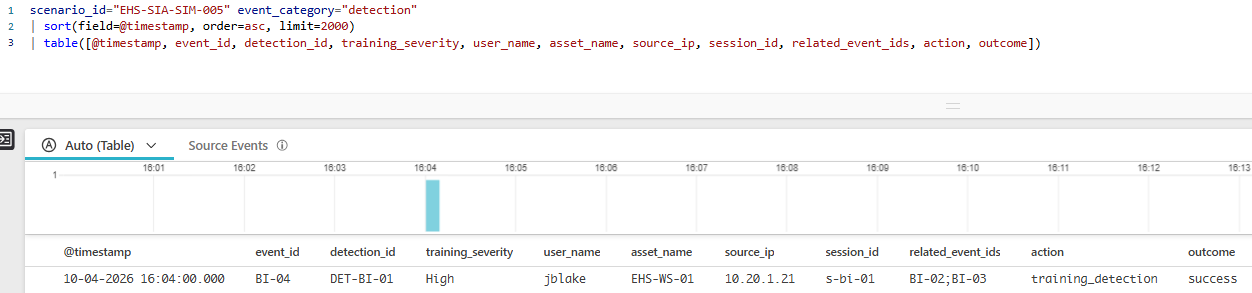 1 scenario_id="EHS-SIA-SIM-005" event_category="detection"
2 | sort(field=@timestamp, order=asc, limit=2000)
3 | table([@timestamp, event_id, detection_id, training_severity, user_name, asset_name, source_ip, session_id, related_event_ids, action, outcome])
A Auto (Table) Source Events
16:01 16:02 16:03 16:04 16:05 16:06 16:07 16:08 16:09 16:10 16:11 16:12 16:13
1
@timestamp event_id detection_id training_severity user_name asset_name source_ip session_id related_event_ids action outcome
10-04-2026 16:04:00.000 BI-04 DET-BI-01 High jblake EHS-WS-01 10.20.1.21 s-bi-01 BI-02;BI-03 training_detection success